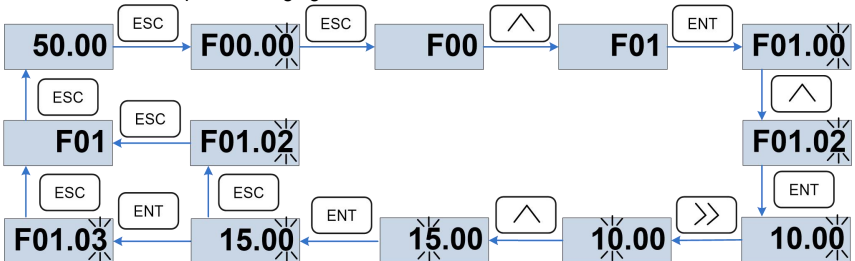 ESC ESC ENT
50.00 F00.00 F00 F01 F01.00
ESC ESC
F01 F01.02 F01.02
ESC ENT ESC ENT ENT
F01.03 15.00 15.00 10.00 10.00